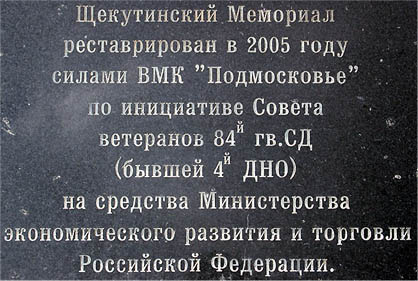 Щекутинский Мемориал
реставрирован в 2005 году
силами ВМК "Подмосковье"
по инициативе Совета
ветеранов 84й гв.СД
(бывшей 4й ДНО)
на средства Министерства
экономического развития и торговли
Российской Федерации.